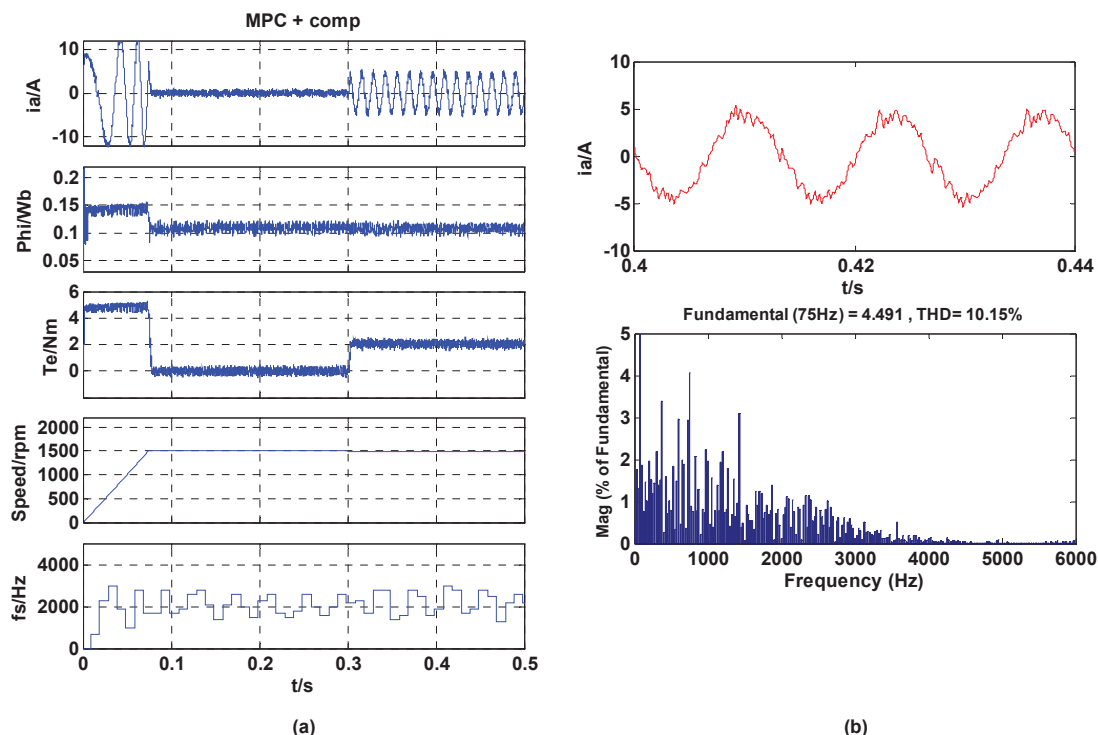 MPC + comp
10
0
-10
ia/A
0.2
0.15
0.1
0.05
Phi/Wb
6
4
2
0
Te/Nm
2000
1500
1000
500
0
Speed/rpm
4000
2000
0
fs/Hz
0 0.1 0.2 0.3 0.4 0.5
t/s
(a)
10
5
0
-5
-10
ia/A
0.4 0.42 0.44
t/s
Fundamental (75Hz) = 4.491 , THD= 10.15%
5
4
3
2
1
0
Mag (% of Fundamental)
0 1000 2000 3000 4000 5000 6000
Frequency (Hz)
(b)